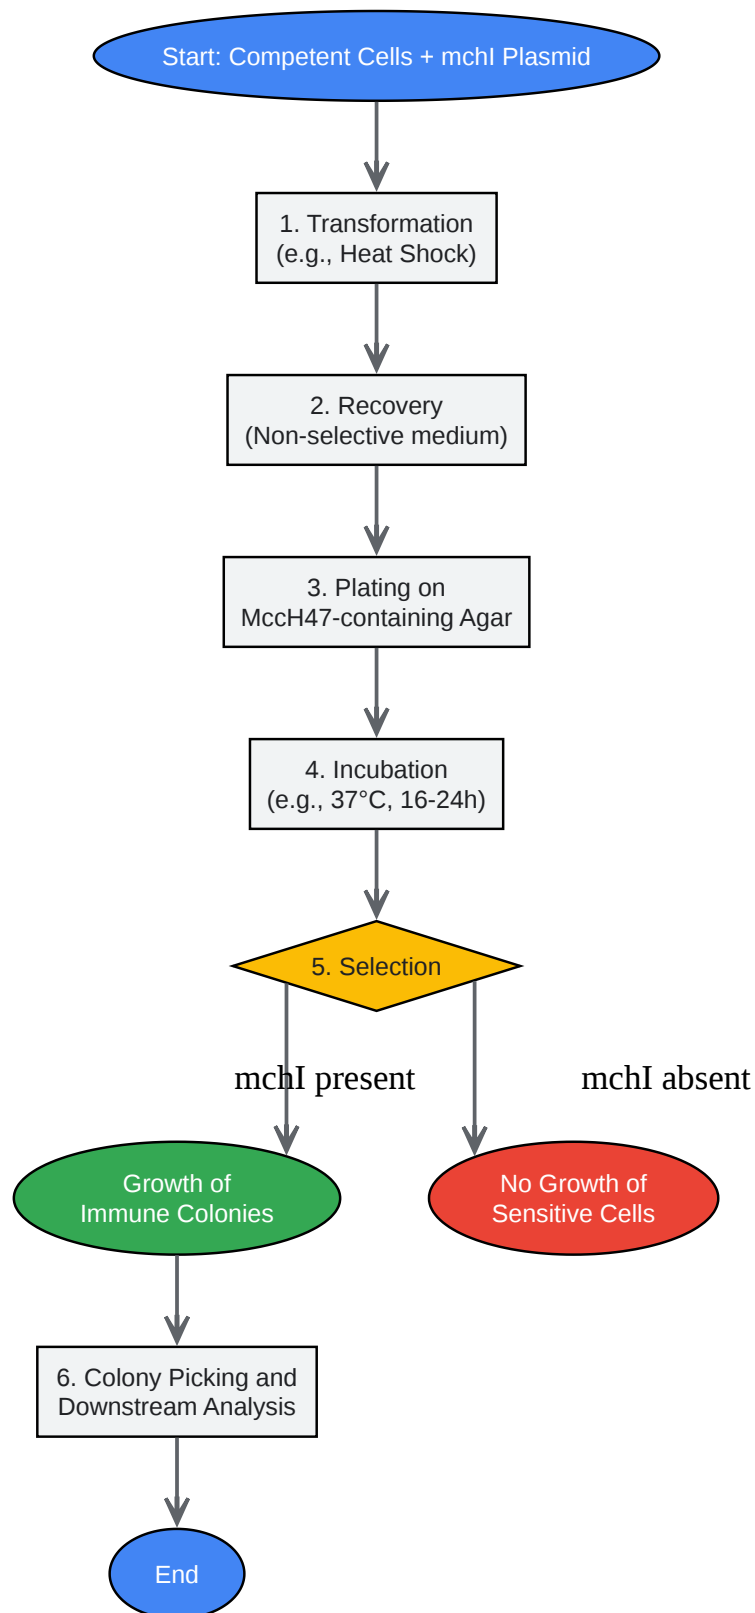 Start: Competent Cells + mchI Plasmid
1. Transformation
(e.g., Heat Shock)
2. Recovery
(Non-selective medium)
3. Plating on
MccH47-containing Agar
4. Incubation
(e.g., 37°C, 16-24h)
5. Selection
mchI present
mchI absent
Growth of
Immune Colonies
No Growth of
Sensitive Cells
6. Colony Picking and
Downstream Analysis
End